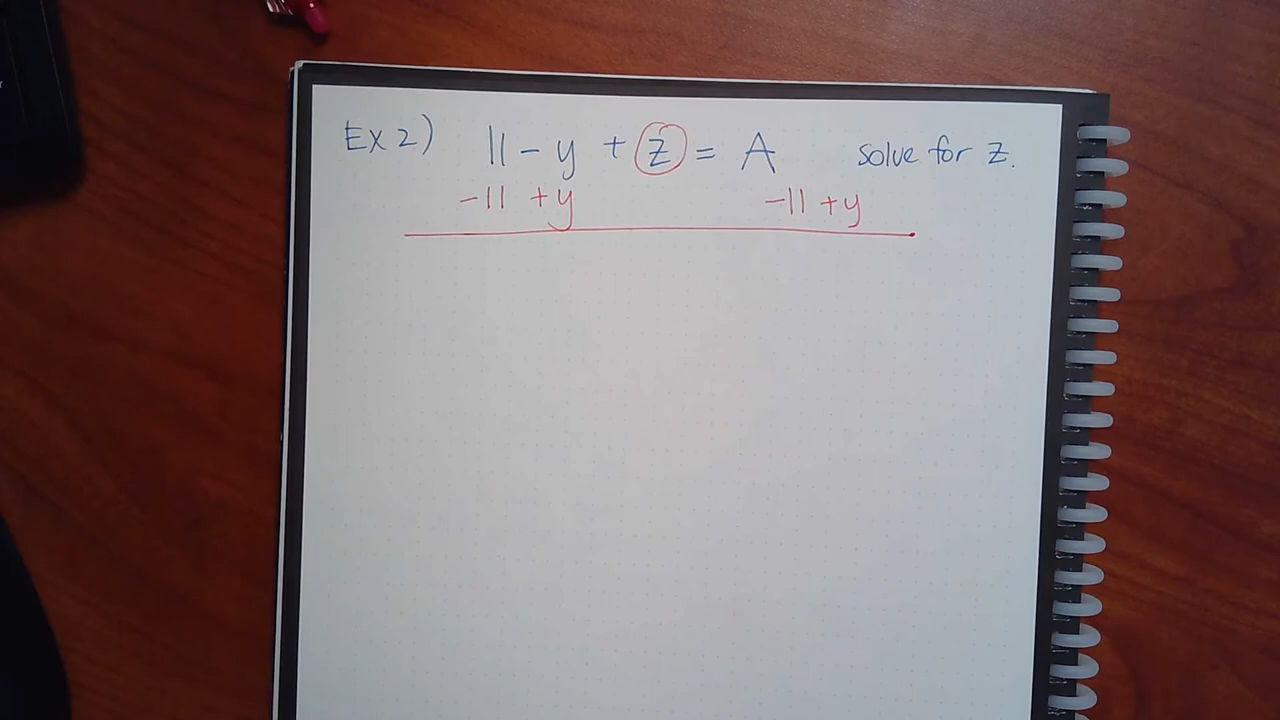 Ex 2) 11 - y + z = A solve for z.
-11 + y -11 + y